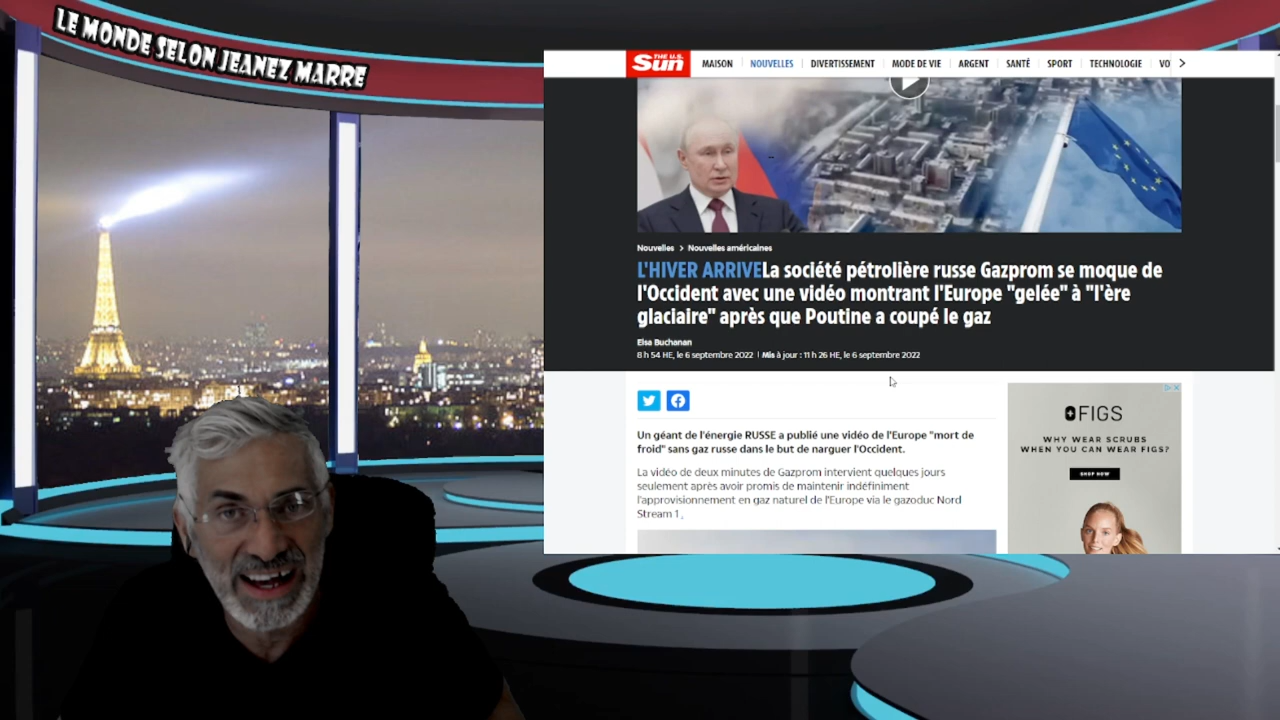 LE MONDE SELON JEANEZ MARRE
THE U.S.
Sun
MAISON NOUVELLES DIVERTISSEMENT MODE DE VIE ARGENT SANTÉ SPORT TECHNOLOGIE VO
Nouvelles > Nouvelles américaines
L'HIVER ARRIVELa société pétrolière russe Gazprom se moque de
l'Occident avec une vidéo montrant l'Europe "gelée" à "l'ère
glaciaire" après que Poutine a coupé le gaz
Elsa Buchanan
8 h 54 HE, le 6 septembre 2022 | Mis à jour : 11 h 26 HE, le 6 septembre 2022
Un géant de l'énergie RUSSE a publié une vidéo de l'Europe "mort de
froid" sans gaz russe dans le but de narguer l'Occident.
La vidéo de deux minutes de Gazprom intervient quelques jours
seulement après avoir promis de maintenir indéfiniment
l'approvisionnement en gaz naturel de l'Europe via le gazoduc Nord
Stream 1.
FIGS
WHY WEAR SCRUBS
WHEN YOU CAN WEAR FIGS?
SHOP NOW